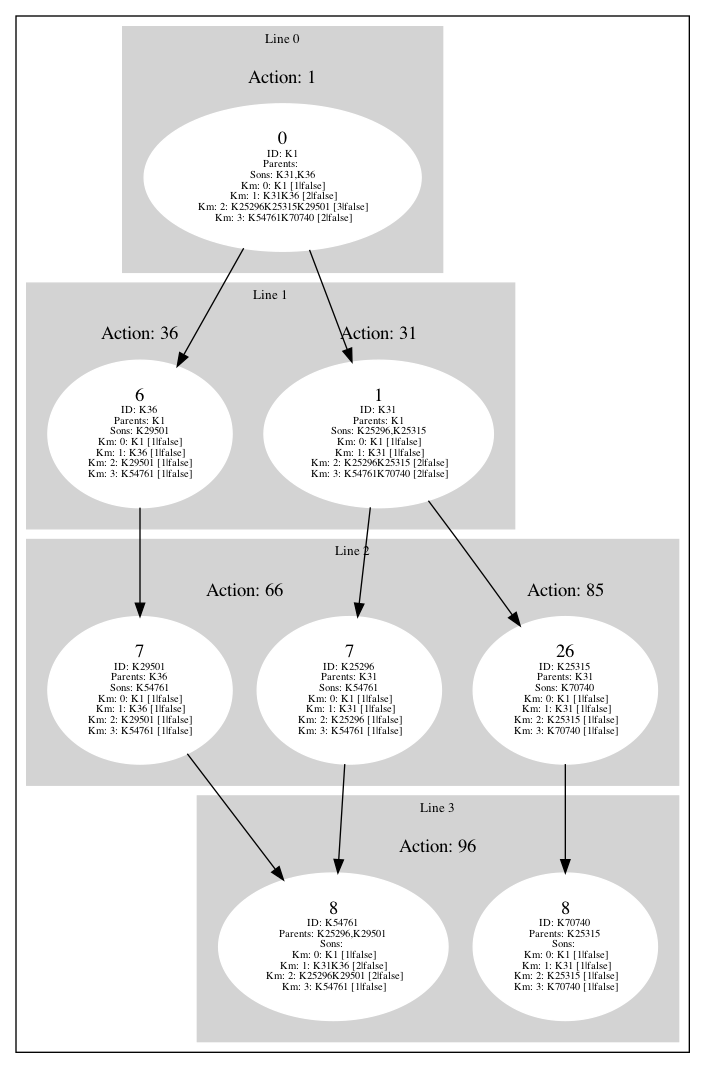 Line 0
Action: 1
0
ID: K1
Parents:
Sons: K31,K36
Km: 0: K1 [1|false]
Km: 1: K31K36 [2|false]
Km: 2: K25296K25315K29501 [3|false]
Km: 3: K54761K70740 [2|false]
Line 1
Action: 36
Action: 31
6
ID: K36
Parents: K1
Sons: K29501
Km: 0: K1 [1|false]
Km: 1: K36 [1|false]
Km: 2: K29501 [1|false]
Km: 3: K54761 [1|false]
1
ID: K31
Parents: K1
Sons: K25296,K25315
Km: 0: K1 [1|false]
Km: 1: K31 [1|false]
Km: 2: K25296K25315 [2|false]
Km: 3: K54761K70740 [2|false]
Line 2
Action: 66
Action: 85
7
ID: K29501
Parents: K36
Sons: K54761
Km: 0: K1 [1|false]
Km: 1: K36 [1|false]
Km: 2: K29501 [1|false]
Km: 3: K54761 [1|false]
7
ID: K25296
Parents: K31
Sons: K54761
Km: 0: K1 [1|false]
Km: 1: K31 [1|false]
Km: 2: K25296 [1|false]
Km: 3: K54761 [1|false]
26
ID: K25315
Parents: K31
Sons: K70740
Km: 0: K1 [1|false]
Km: 1: K31 [1|false]
Km: 2: K25315 [1|false]
Km: 3: K70740 [1|false]
Line 3
Action: 96
8
ID: K54761
Parents: K25296,K29501
Sons:
Km: 0: K1 [1|false]
Km: 1: K31K36 [2|false]
Km: 2: K25296K29501 [2|false]
Km: 3: K54761 [1|false]
8
ID: K70740
Parents: K25315
Sons:
Km: 0: K1 [1|false]
Km: 1: K31 [1|false]
Km: 2: K25315 [1|false]
Km: 3: K70740 [1|false]